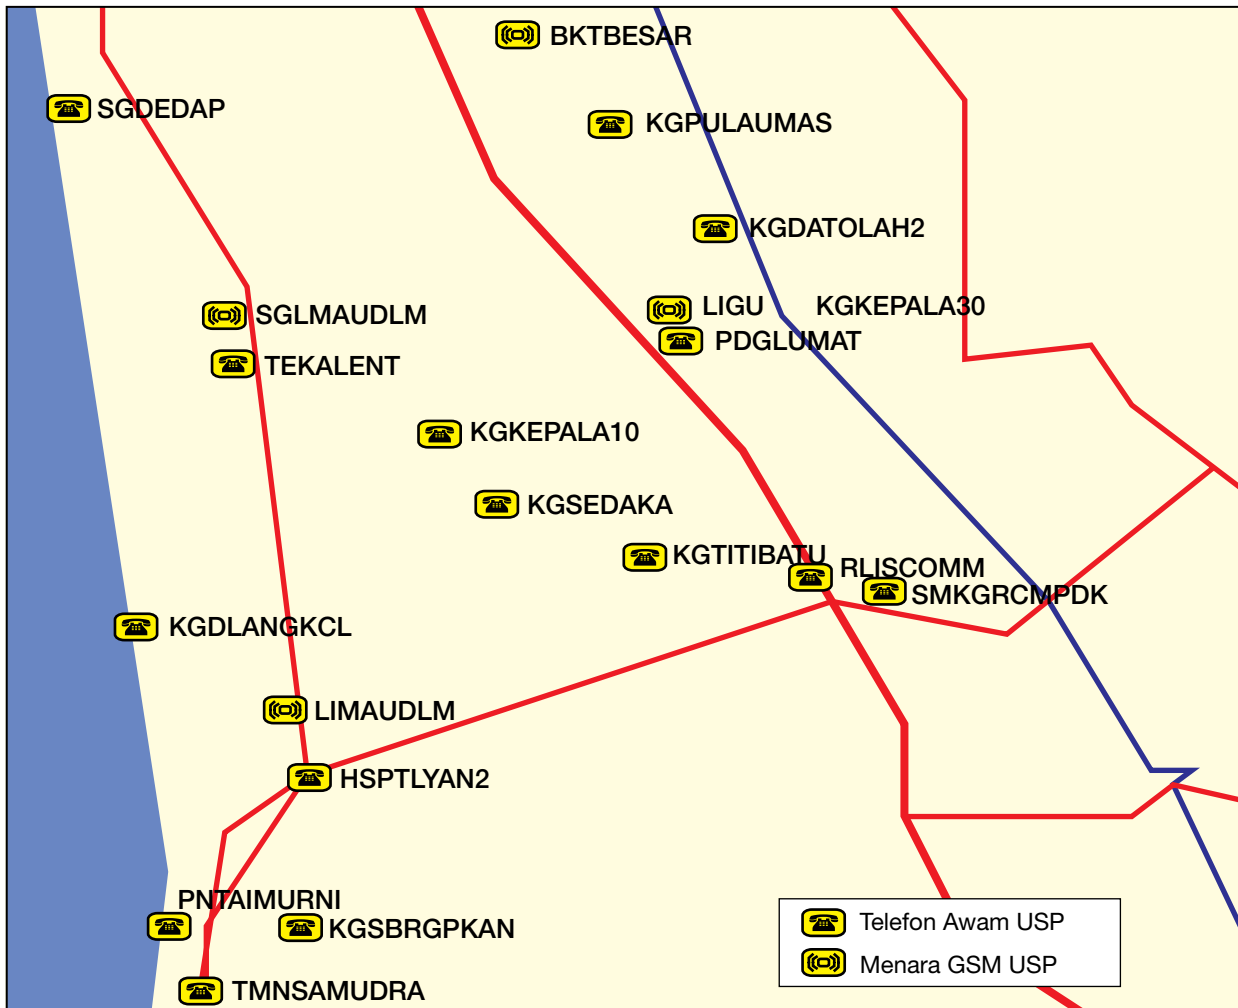 BKTBESAR
SGDEDAP
KGPULAUMAS
KGDATOLAH2
LIGU
KGKEPALA30
SGLMAUDLM
PDGLUMAT
TEKALENT
KGKEPALA10
KGSEDAKA
KGTITIBATU
RLISCOMM
SMKGRCMPDK
KGDLANGKCL
LIMAUDLM
HSPTLYAN2
PNTAIMURNI
KGSBRGPKAN
TMNSAMUDRA
Telefon Awam USP
Menara GSM USP